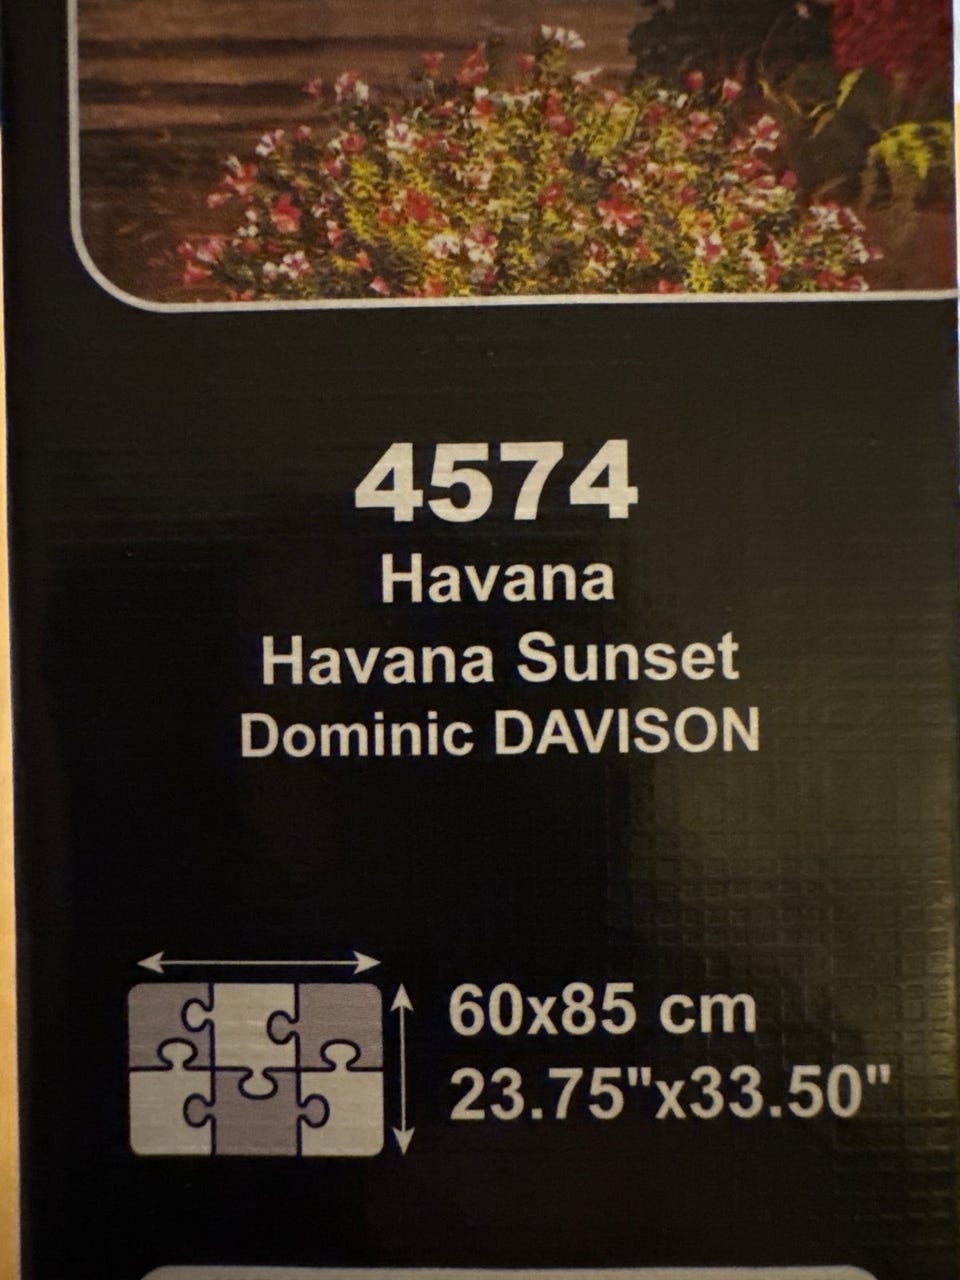 4574
Havana
Havana Sunset
Dominic DAVISON
60x85 cm
23.75"x33.50"